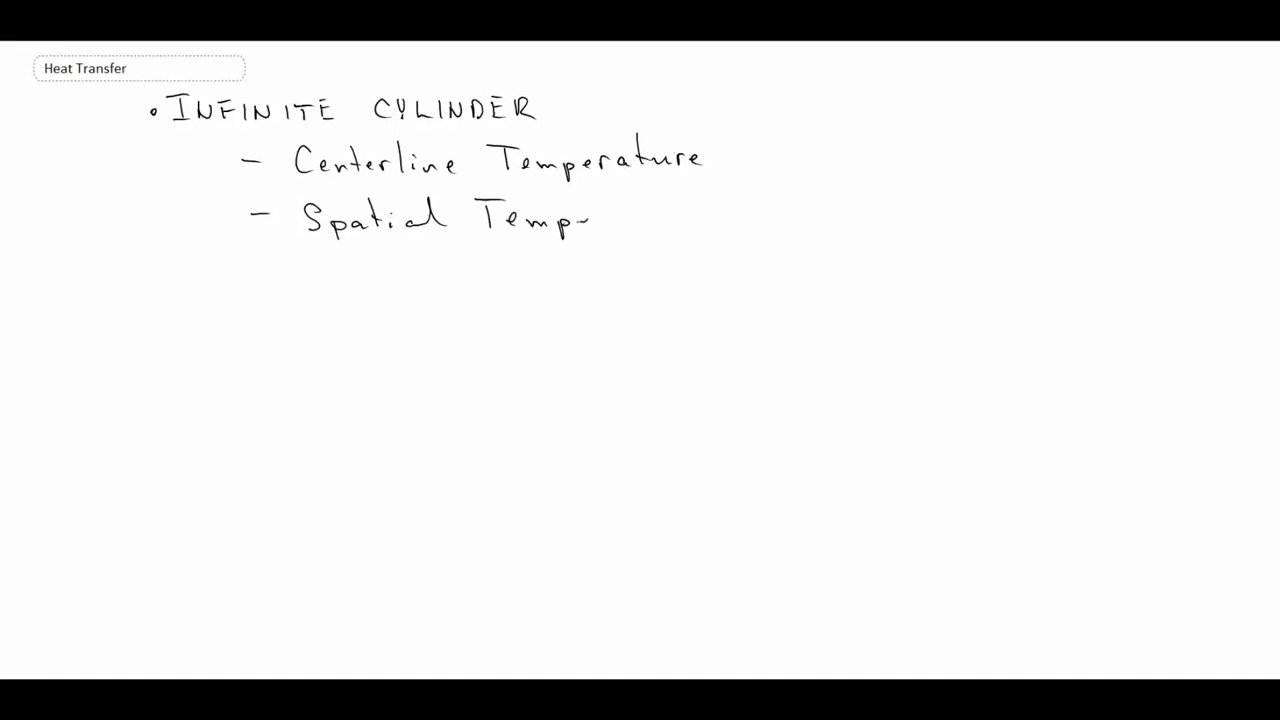 Heat Transfer
• INFINITE CYLINDER
- Centerline Temperature
- Spatial Temp